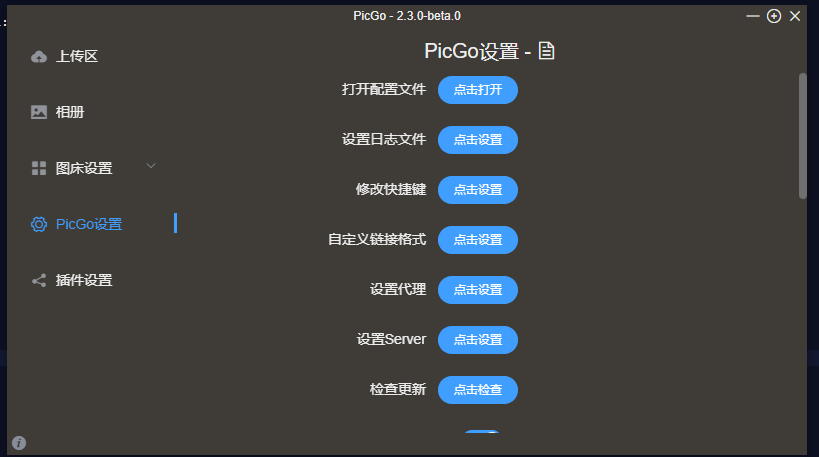 PicGo - 2.3.0-beta.0
上传区
相册
图床设置
PicGo设置
插件设置
PicGo设置 -
打开配置文件 点击打开
设置日志文件 点击设置
修改快捷键 点击设置
自定义链接格式 点击设置
设置代理 点击设置
设置Server 点击设置
检查更新 点击检查